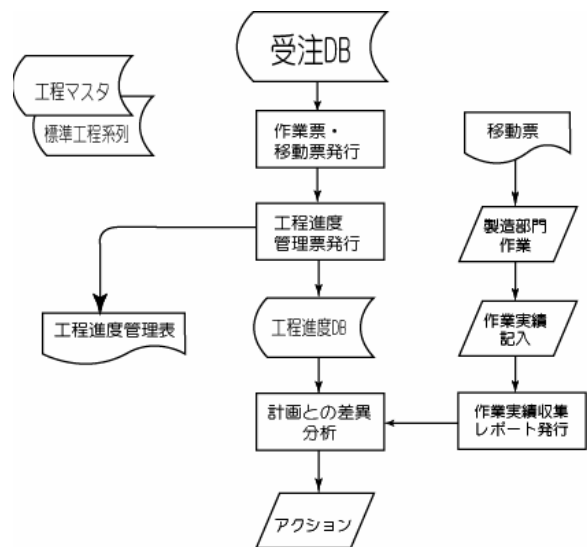 受注DB
工程マスタ
標準工程系列
作業票・
移動票発行
移動票
工程進度
管理票発行
製造部門
作業
工程進度管理表
工程進度DB
作業実績
記入
計画との差異
分析
作業実績収集
レポート発行
アクション